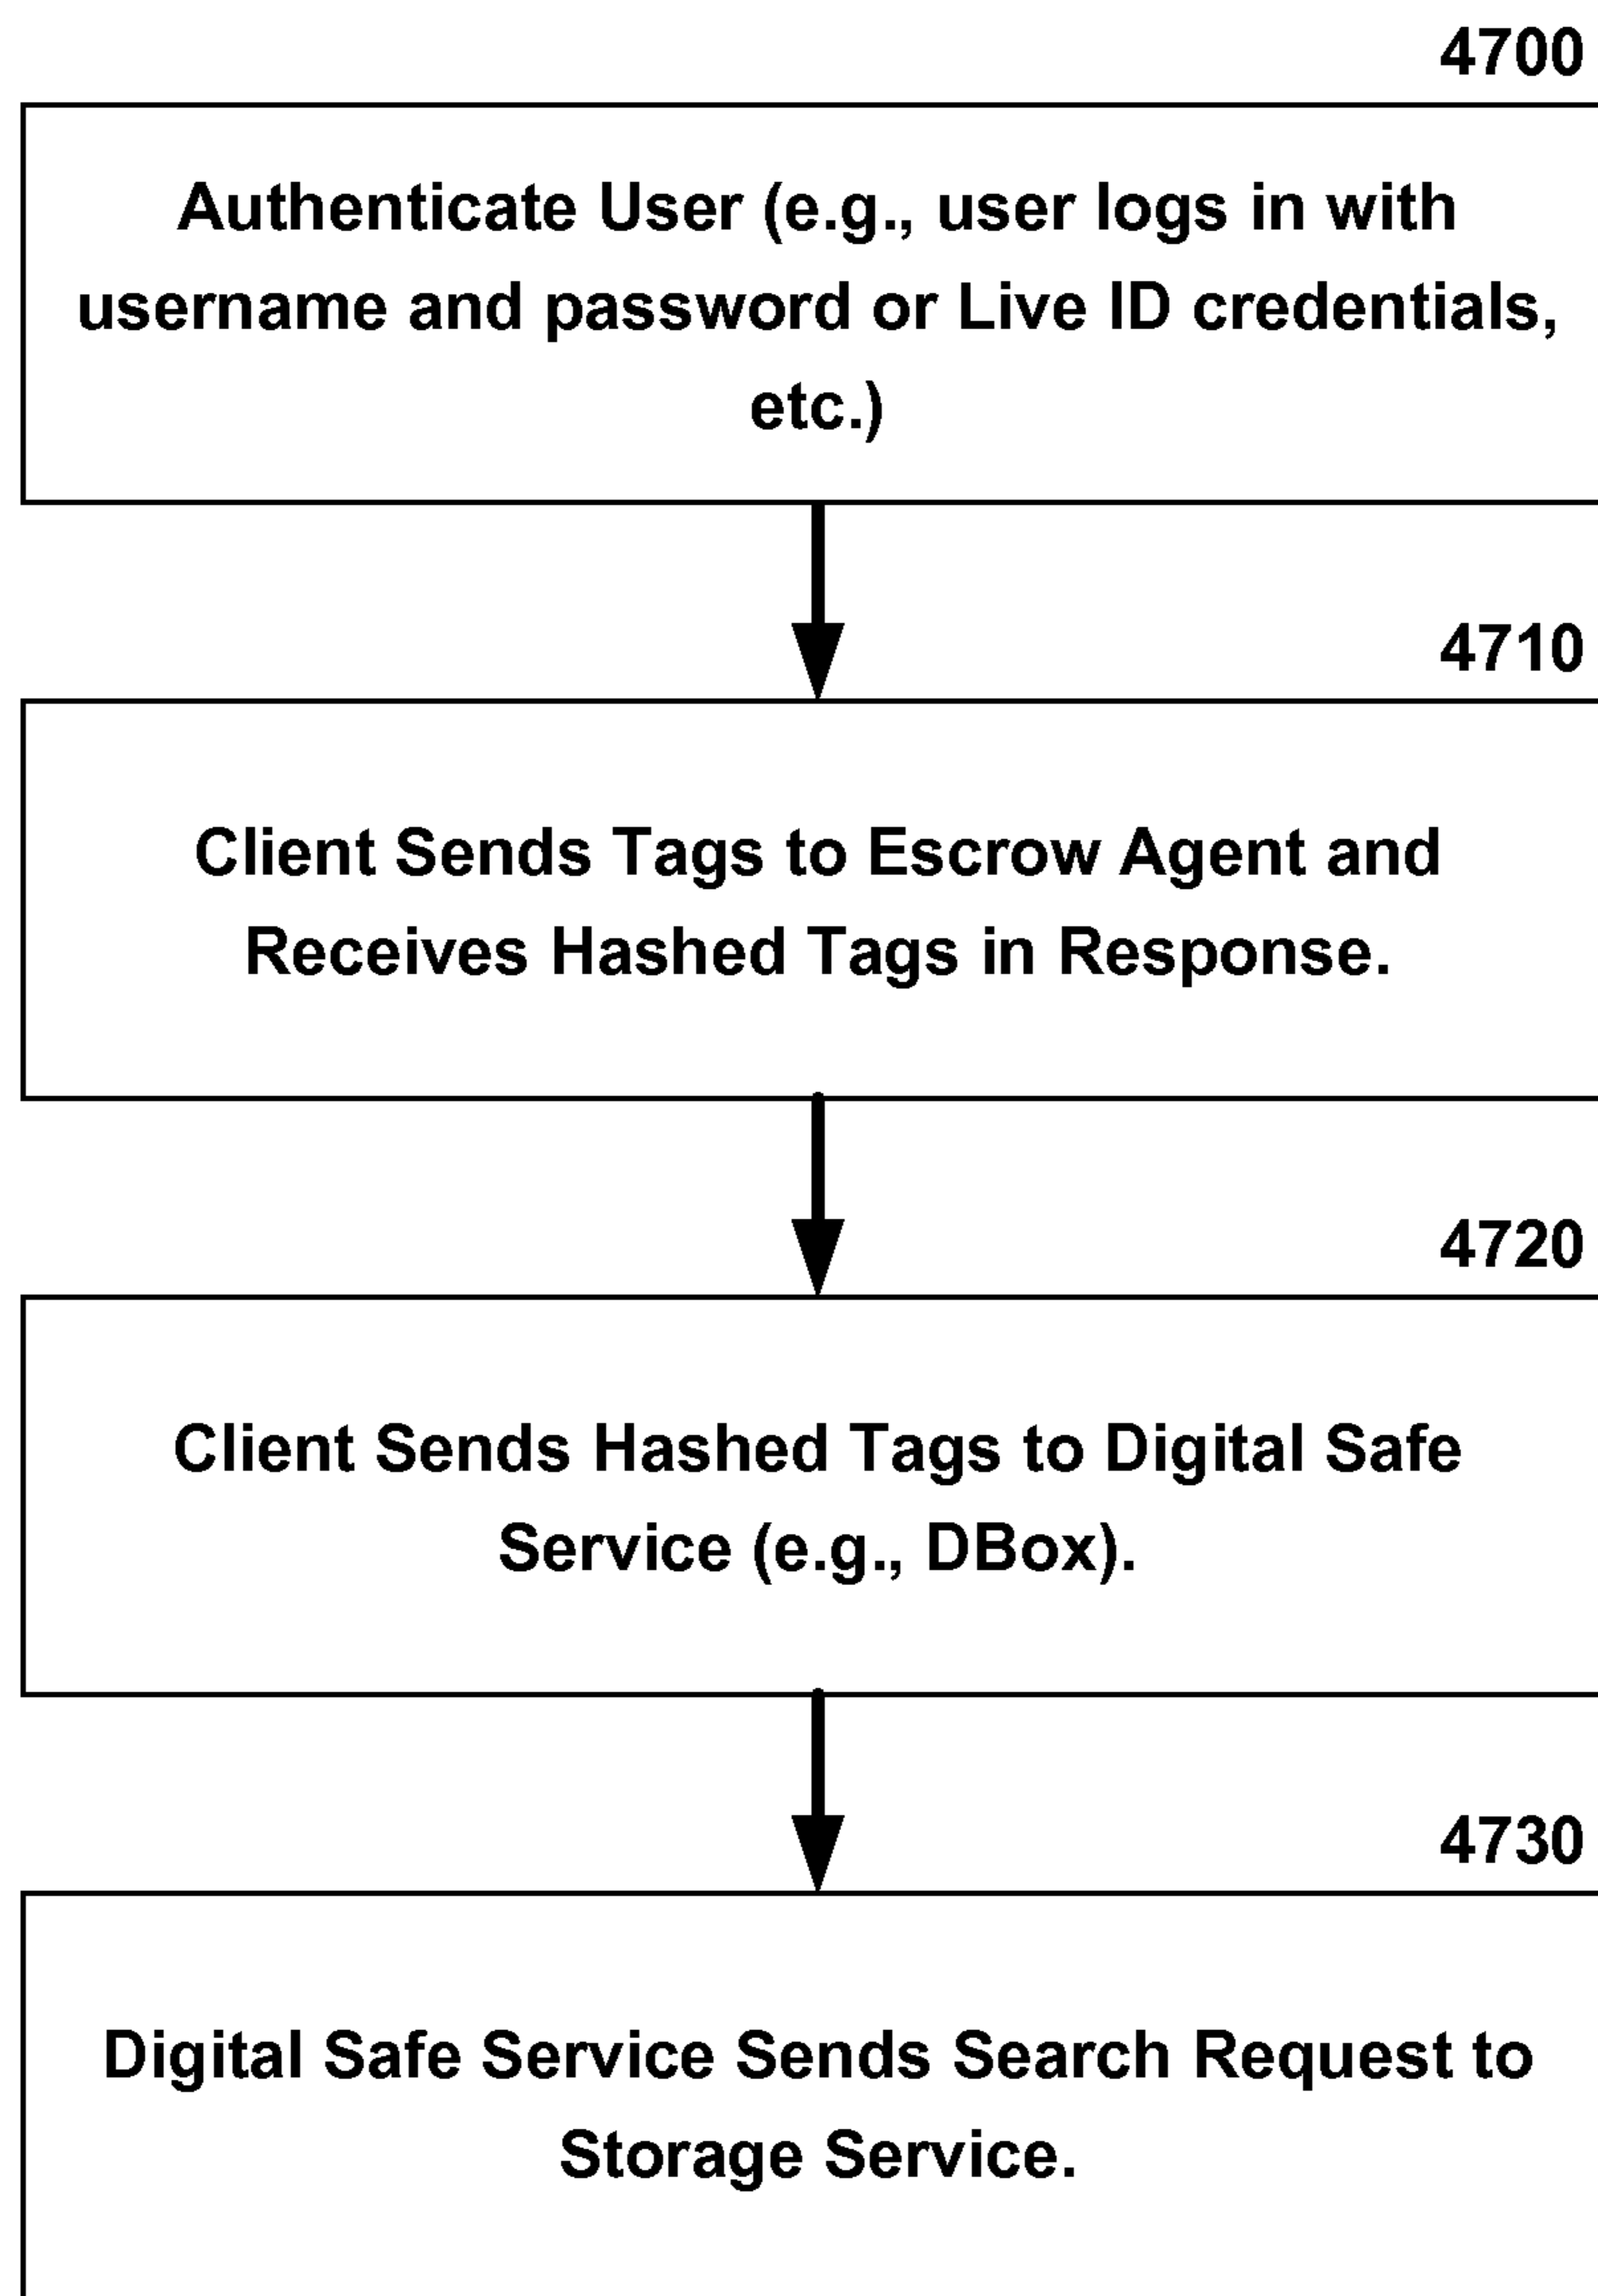 4700
Authenticate User (e.g., user logs in with
username and password or Live ID credentials,
etc.)
4710
Client Sends Tags to Escrow Agent and
Receives Hashed Tags in Response.
4720
Client Sends Hashed Tags to Digital Safe
Service (e.g., DBox).
4730
Digital Safe Service Sends Search Request to
Storage Service.